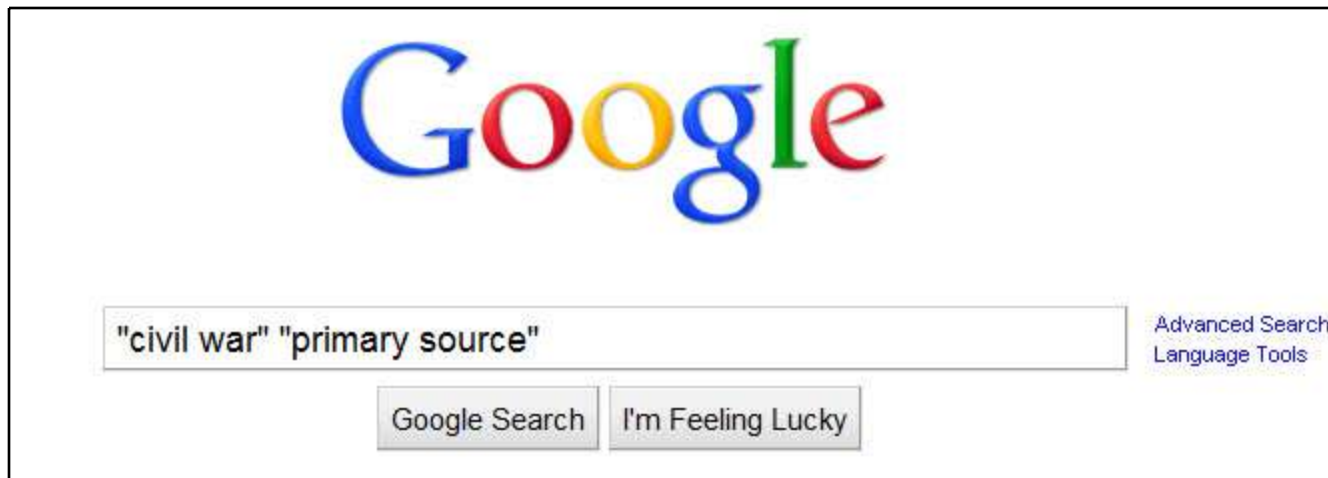 Google
"civil war" "primary source"
Advanced Search
Language Tools
Google Search
I'm Feeling Lucky